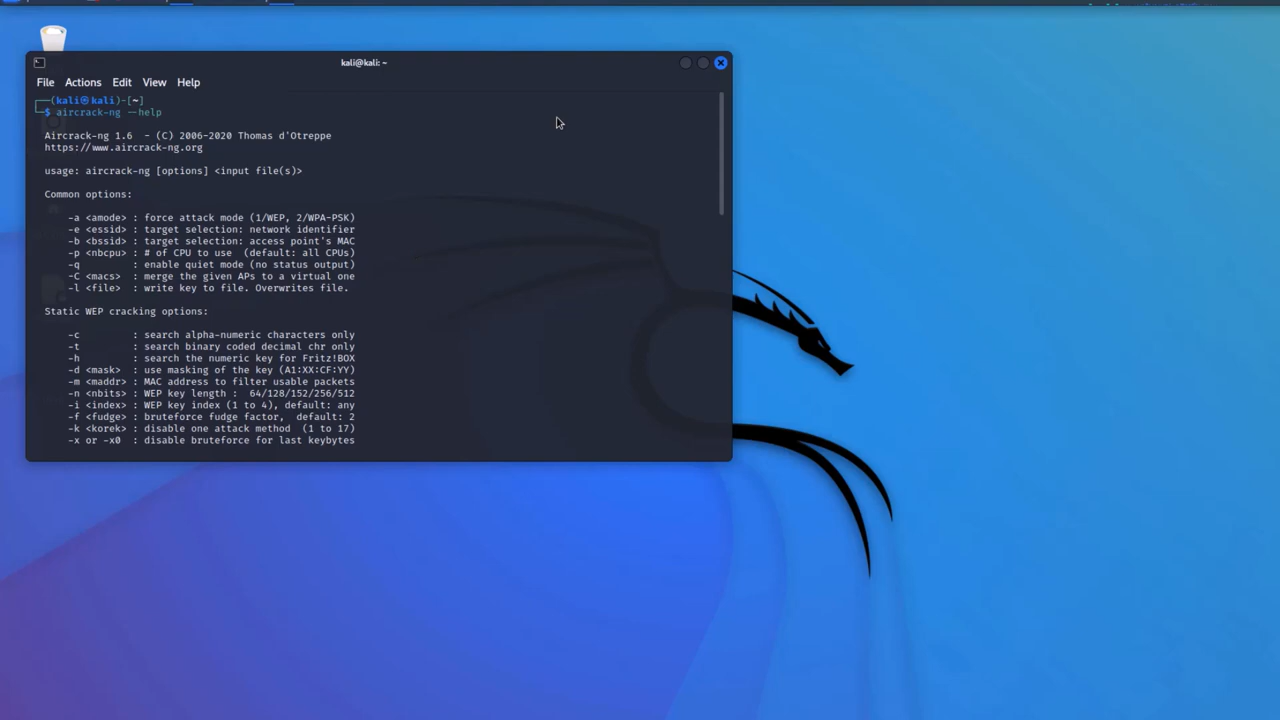 kali@kali: ~
File Actions Edit View Help
┌──(kali㉿kali)-[~]
└─$ aircrack-ng --help
Aircrack-ng 1.6 - (C) 2006-2020 Thomas d'Otreppe
https://www.aircrack-ng.org
usage: aircrack-ng [options] <input file(s)>
Common options:
-a <amode> : force attack mode (1/WEP, 2/WPA-PSK)
-e <essid> : target selection: network identifier
-b <bssid> : target selection: access point's MAC
-p <nbcpu> : # of CPU to use (default: all CPUs)
-q : enable quiet mode (no status output)
-C <macs> : merge the given APs to a virtual one
-l <file> : write key to file. Overwrites file.
Static WEP cracking options:
-c : search alpha-numeric characters only
-t : search binary coded decimal chr only
-h : search the numeric key for Fritz!BOX
-d <mask> : use masking of the key (A1:XX:CF:YY)
-m <maddr> : MAC address to filter usable packets
-n <nbits> : WEP key length : 64/128/152/256/512
-i <index> : WEP key index (1 to 4), default: any
-f <fudge> : bruteforce fudge factor, default: 2
-k <korek> : disable one attack method (1 to 17)
-x or -x0 : disable bruteforce for last keybytes